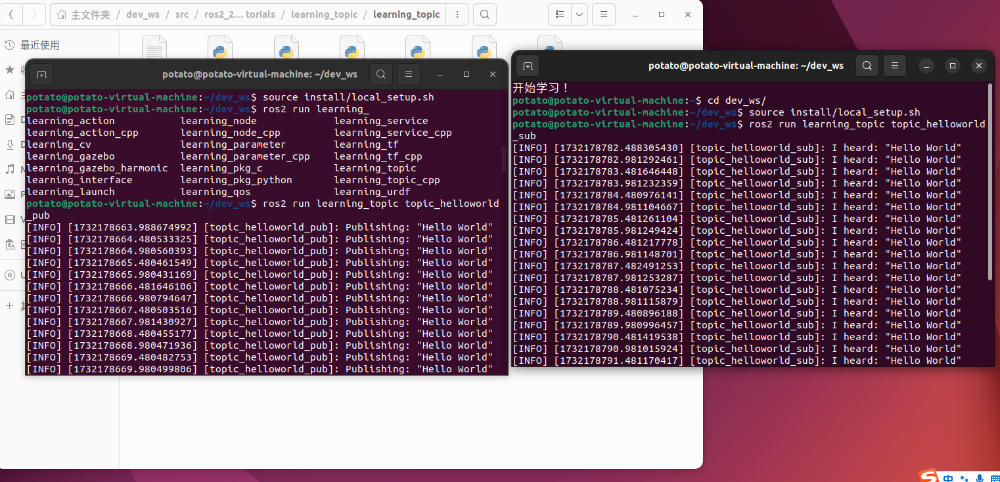 主文件夹 / dev_ws / src / ros2_2... torials / learning_topic / learning_topic
最近使用
potato@potato-virtual-machine: ~/dev_ws
potato@potato-virtual-machine:~/dev_ws$ source install/local_setup.sh
potato@potato-virtual-machine:~/dev_ws$ ros2 run learning_
learning_action learning_node learning_service
learning_action_cpp learning_node_cpp learning_service_cpp
learning_cv learning_parameter learning_tf
learning_gazebo learning_parameter_cpp learning_tf_cpp
learning_gazebo_harmonic learning_pkg_c learning_topic
learning_interface learning_pkg_python learning_topic_cpp
learning_launch learning_qos learning_urdf
potato@potato-virtual-machine:~/dev_ws$ ros2 run learning_topic topic_helloworld
_pub
[INFO] [1732178663.988674992] [topic_helloworld_pub]: Publishing: "Hello World"
[INFO] [1732178664.480533325] [topic_helloworld_pub]: Publishing: "Hello World"
[INFO] [1732178664.980560393] [topic_helloworld_pub]: Publishing: "Hello World"
[INFO] [1732178665.480461549] [topic_helloworld_pub]: Publishing: "Hello World"
[INFO] [1732178665.980431169] [topic_helloworld_pub]: Publishing: "Hello World"
[INFO] [1732178666.481646106] [topic_helloworld_pub]: Publishing: "Hello World"
[INFO] [1732178666.980794647] [topic_helloworld_pub]: Publishing: "Hello World"
[INFO] [1732178667.480503516] [topic_helloworld_pub]: Publishing: "Hello World"
[INFO] [1732178667.981430927] [topic_helloworld_pub]: Publishing: "Hello World"
[INFO] [1732178668.480455177] [topic_helloworld_pub]: Publishing: "Hello World"
[INFO] [1732178668.980471936] [topic_helloworld_pub]: Publishing: "Hello World"
[INFO] [1732178669.480482753] [topic_helloworld_pub]: Publishing: "Hello World"
[INFO] [1732178669.980499806] [topic_helloworld_pub]: Publishing: "Hello World"
potato@potato-virtual-machine: ~/dev_ws
开始学习！
potato@potato-virtual-machine:~$ cd dev_ws/
potato@potato-virtual-machine:~/dev_ws$ source install/local_setup.sh
potato@potato-virtual-machine:~/dev_ws$ ros2 run learning_topic topic_helloworld
_sub
[INFO] [1732178782.488305430] [topic_helloworld_sub]: I heard: "Hello World"
[INFO] [1732178782.981292461] [topic_helloworld_sub]: I heard: "Hello World"
[INFO] [1732178783.481646448] [topic_helloworld_sub]: I heard: "Hello World"
[INFO] [1732178783.981232359] [topic_helloworld_sub]: I heard: "Hello World"
[INFO] [1732178784.480976141] [topic_helloworld_sub]: I heard: "Hello World"
[INFO] [1732178784.981104667] [topic_helloworld_sub]: I heard: "Hello World"
[INFO] [1732178785.481261104] [topic_helloworld_sub]: I heard: "Hello World"
[INFO] [1732178785.981249424] [topic_helloworld_sub]: I heard: "Hello World"
[INFO] [1732178786.481217778] [topic_helloworld_sub]: I heard: "Hello World"
[INFO] [1732178786.981148701] [topic_helloworld_sub]: I heard: "Hello World"
[INFO] [1732178787.482491253] [topic_helloworld_sub]: I heard: "Hello World"
[INFO] [1732178787.981253287] [topic_helloworld_sub]: I heard: "Hello World"
[INFO] [1732178788.481075234] [topic_helloworld_sub]: I heard: "Hello World"
[INFO] [1732178788.981115879] [topic_helloworld_sub]: I heard: "Hello World"
[INFO] [1732178789.480896188] [topic_helloworld_sub]: I heard: "Hello World"
[INFO] [1732178789.980996457] [topic_helloworld_sub]: I heard: "Hello World"
[INFO] [1732178790.481419538] [topic_helloworld_sub]: I heard: "Hello World"
[INFO] [1732178790.981015924] [topic_helloworld_sub]: I heard: "Hello World"
[INFO] [1732178791.481170417] [topic_helloworld_sub]: I heard: "Hello World"
中